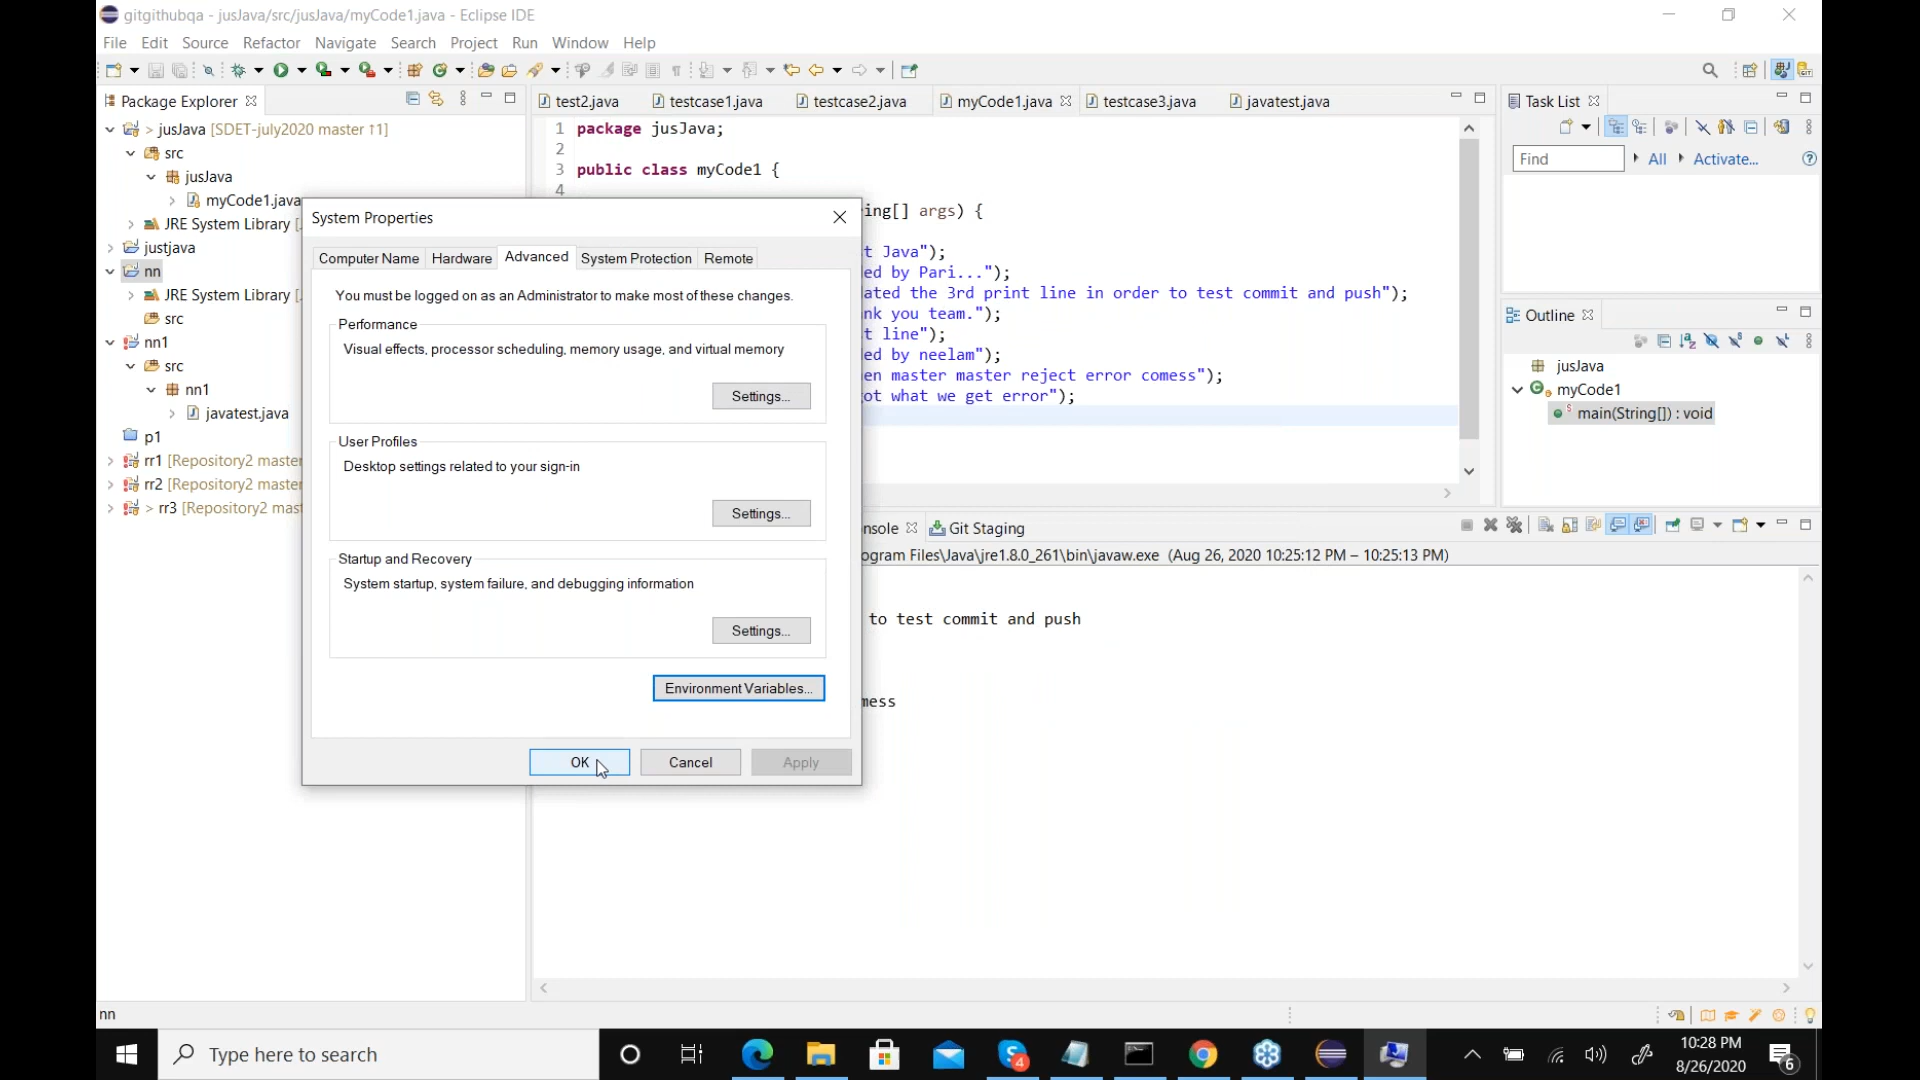 gitgithubqa - jusJava/src/jusJava/myCode1.java - Eclipse IDE
File Edit Source Refactor Navigate Search Project Run Window Help
Package Explorer
> jusJava [SDET-july2020 master ↑1]
src
jusJava
myCode1.java
JRE System Library [
justjava
nn
JRE System Library [
src
nn1
src
nn1
javatest.java
p1
rr1 [Repository2 master
rr2 [Repository2 master
> rr3 [Repository2 mast
test2.java testcase1.java testcase2.java myCode1.java testcase3.java javatest.java
1 package jusJava;
2
3 public class myCode1 {
4
ing[] args) {
t Java");
ed by Pari...");
ated the 3rd print line in order to test commit and push");
nk you team.");
t line");
ed by neelam");
en master master reject error comess");
ot what we get error");
System Properties
Computer Name Hardware Advanced System Protection Remote
You must be logged on as an Administrator to make most of these changes.
Performance
Visual effects, processor scheduling, memory usage, and virtual memory
Settings...
User Profiles
Desktop settings related to your sign-in
Settings...
Startup and Recovery
System startup, system failure, and debugging information
Settings...
Environment Variables...
OK Cancel Apply
nsole Git Staging
ogram Files\Java\jre1.8.0_261\bin\javaw.exe (Aug 26, 2020 10:25:12 PM – 10:25:13 PM)
to test commit and push
mess
Task List
Find All Activate...
Outline
jusJava
myCode1
main(String[]) : void
nn
Type here to search
4
10:28 PM
8/26/2020
6